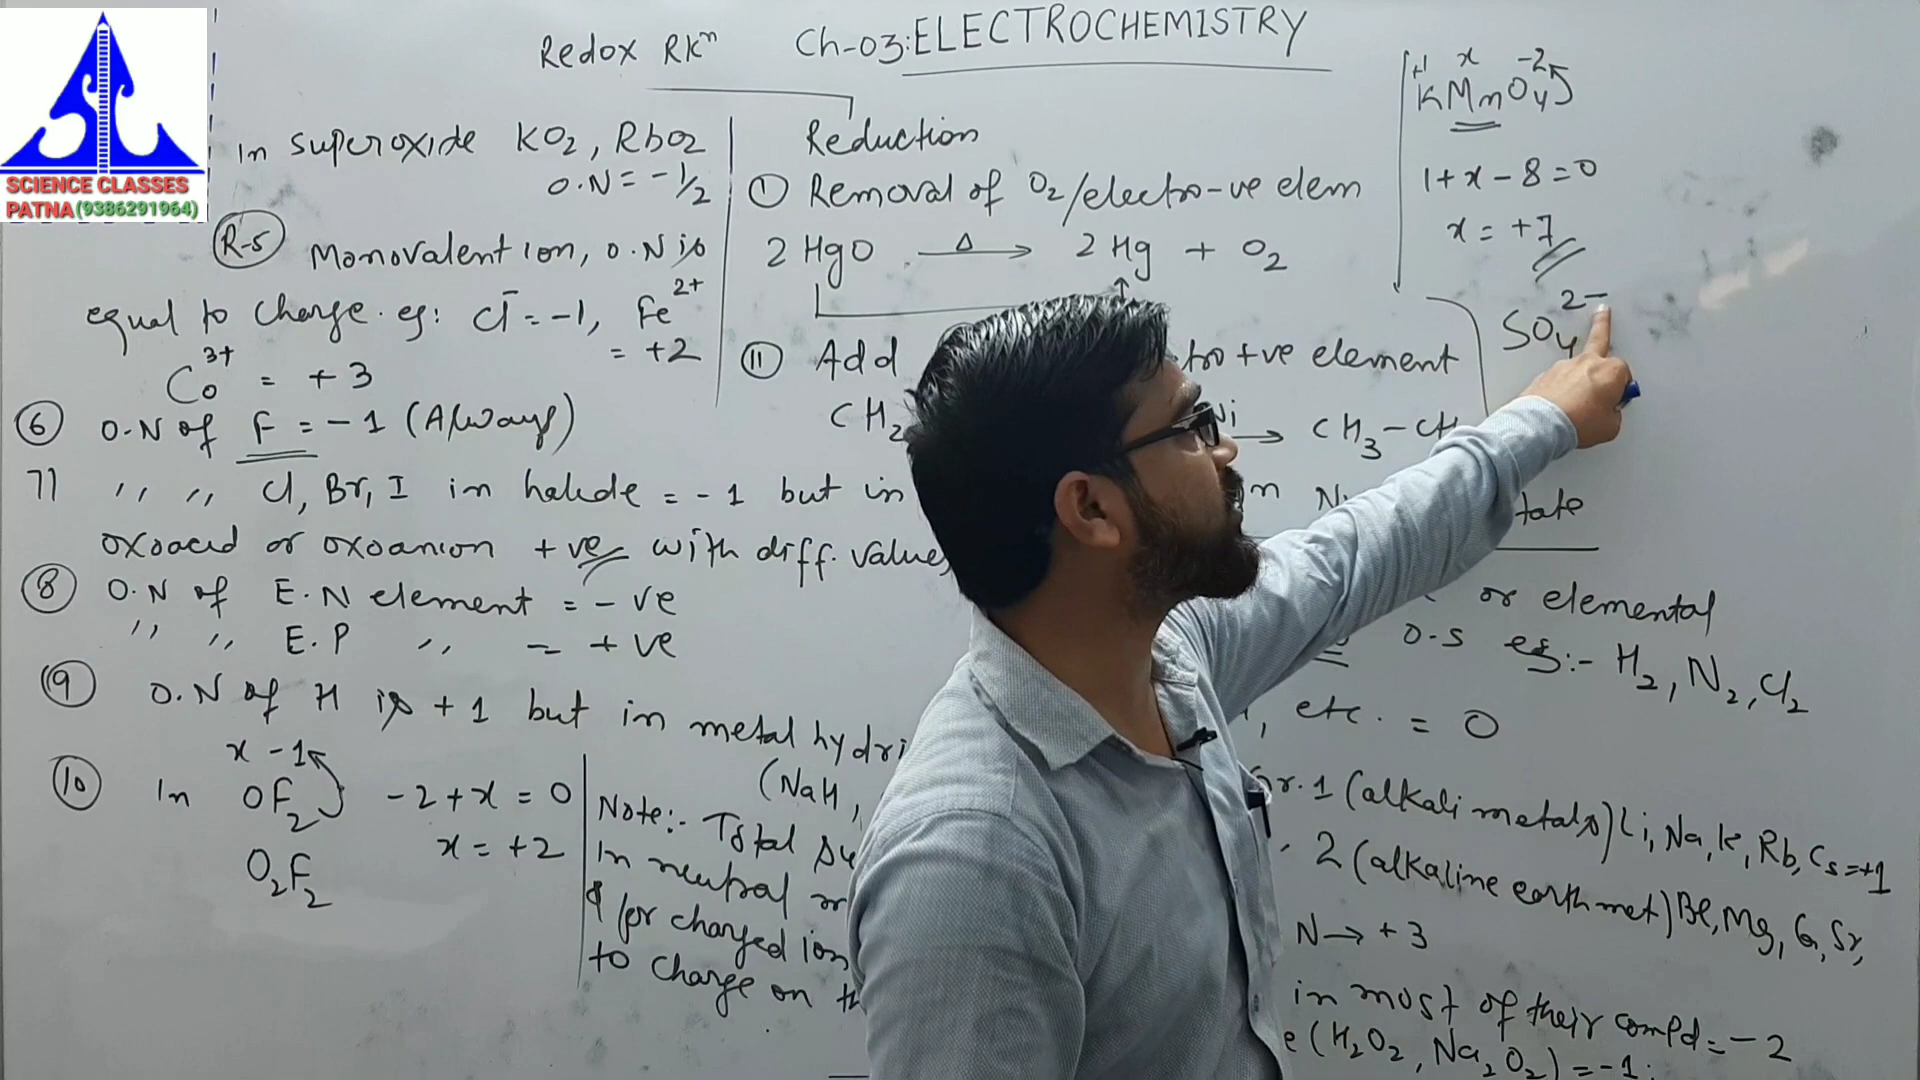 SCIENCE CLASSES
PATNA (9386291964)
Redox RKⁿ Ch-03: ELECTROCHEMISTRY
In superoxide KO2, RbO2
O.N = -1/2
R-5 Monovalent ion, O.N is
equal to charge. eg: Cl⁻ = -1, Fe²⁺
= +2
Co³⁺ = +3
6 O.N of F = -1 (Always)
7) ,, ,, Cl, Br, I in halide = -1 but in
oxoacid or oxoanion +ve with diff. values
8 O.N of E.N element = -ve
,, ,, E.P ,, = +ve
9 O.N of H is +1 but in metal hydri
(NaH,
10 In OF2 -2+x=0
x -1
x = +2
O2F2
Note:- Total
In neutral
& for charged ion
to charge on
Reduction
I Removal of O2/electro-ve elem
2HgO Δ → 2Hg + O2
II Add tro+ve element
CH2 Ni → CH3-CH
N tate
or elemental
O.S eg:- H2, N2, Cl2
, etc. = 0
Gr. 1 (alkali metals) Li, Na, K, Rb, Cs = +1
2 (alkaline earth met) Be, Mg, Ca, Sr,
N → +3
in most of their compd = -2
e (H2O2, Na2O2) = -1;
+1 x -2
KMnO4
1+x-8=0
x = +7
SO4²⁻